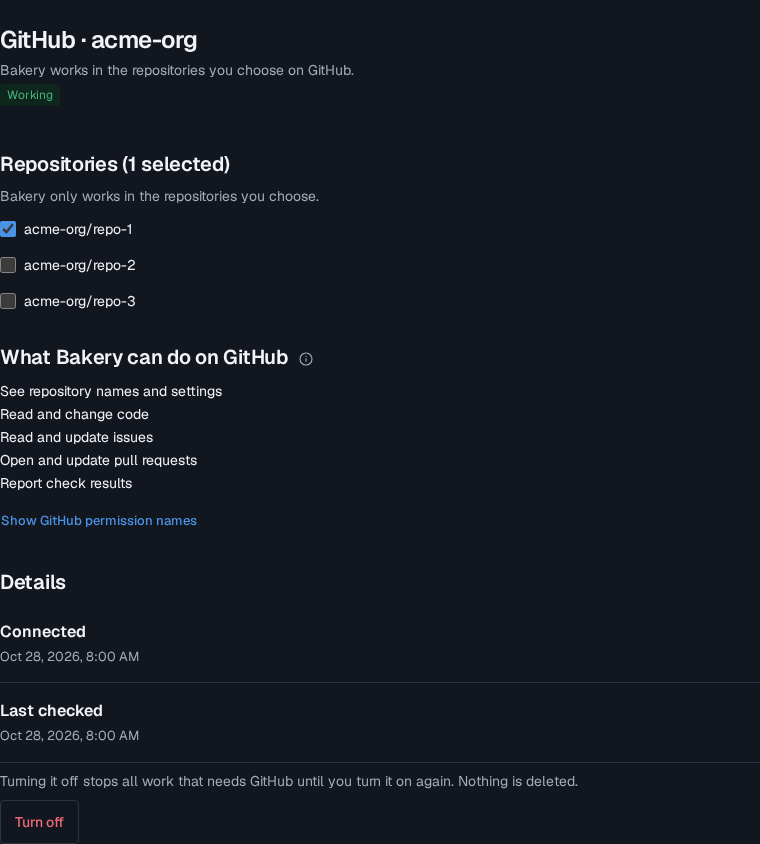 GitHub · acme-org
Bakery works in the repositories you choose on GitHub.
Working
Repositories (1 selected)
Bakery only works in the repositories you choose.
acme-org/repo-1
acme-org/repo-2
acme-org/repo-3
What Bakery can do on GitHub
See repository names and settings
Read and change code
Read and update issues
Open and update pull requests
Report check results
Show GitHub permission names
Details
Connected
Oct 28, 2026, 8:00 AM
Last checked
Oct 28, 2026, 8:00 AM
Turning it off stops all work that needs GitHub until you turn it on again. Nothing is deleted.
Turn off